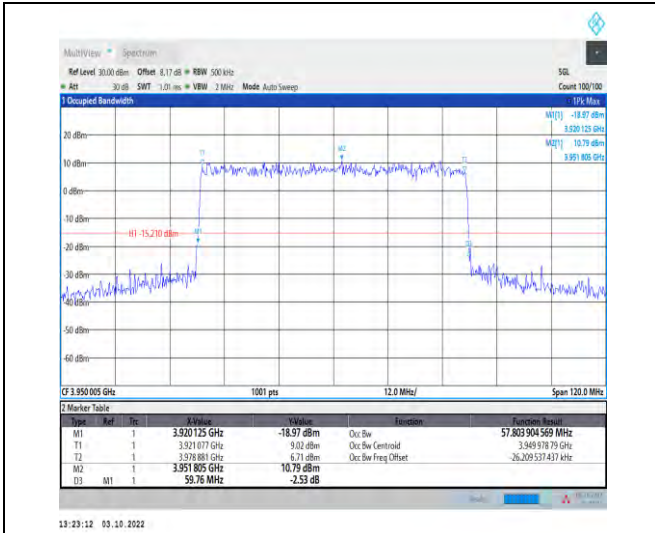 MultiView Spectrum
Ref Level 30.00 dBm Offset 8.17 dB RBW 500 kHz SGL
Att 30 dB SWT 1.01 ms VBW 2 MHz Mode Auto Sweep Count 100/100
1 Occupied Bandwidth 1Pk Max
M1[1] -18.97 dBm
3.920 125 GHz
20 dBm
M2[1] 10.79 dBm
M2
3.951 805 GHz
10 dBm
0 dBm
-10 dBm
H1 -15.210 dBm
M1
-20 dBm
-30 dBm
-50 dBm
-60 dBm
CF 3.950 005 GHz 1001 pts 12.0 MHz/ Span 120.0 MHz
2 Marker Table
Type Ref Trc X-Value Y-Value Function Function Result
M1 1 3.920125 GHz -18.97 dBm Occ Bw 57.803 904 569 MHz
T1 1 3.921 077 GHz 9.02 dBm Occ Bw Centroid 3.949 978 79 GHz
T2 1 3.978 881 GHz 6.71 dBm Occ Bw Freq Offset -26.209 537 437 kHz
M2 1 3.951805 GHz 10.79 dBm
D3 M1 1 59.76 MHz -2.53 dB
13:23:12 03.10.2022